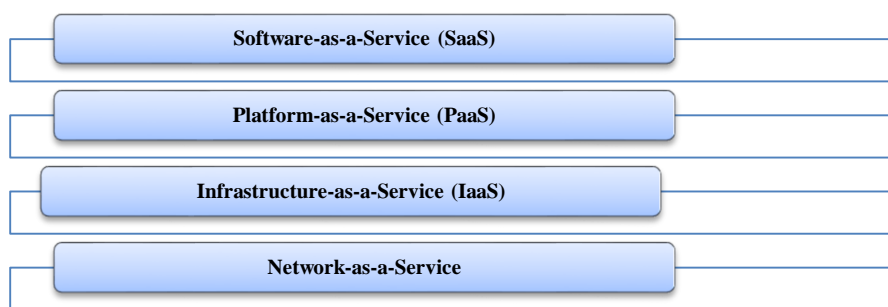 Software-as-a-Service (SaaS)
Platform-as-a-Service (PaaS)
Infrastructure-as-a-Service (IaaS)
Network-as-a-Service